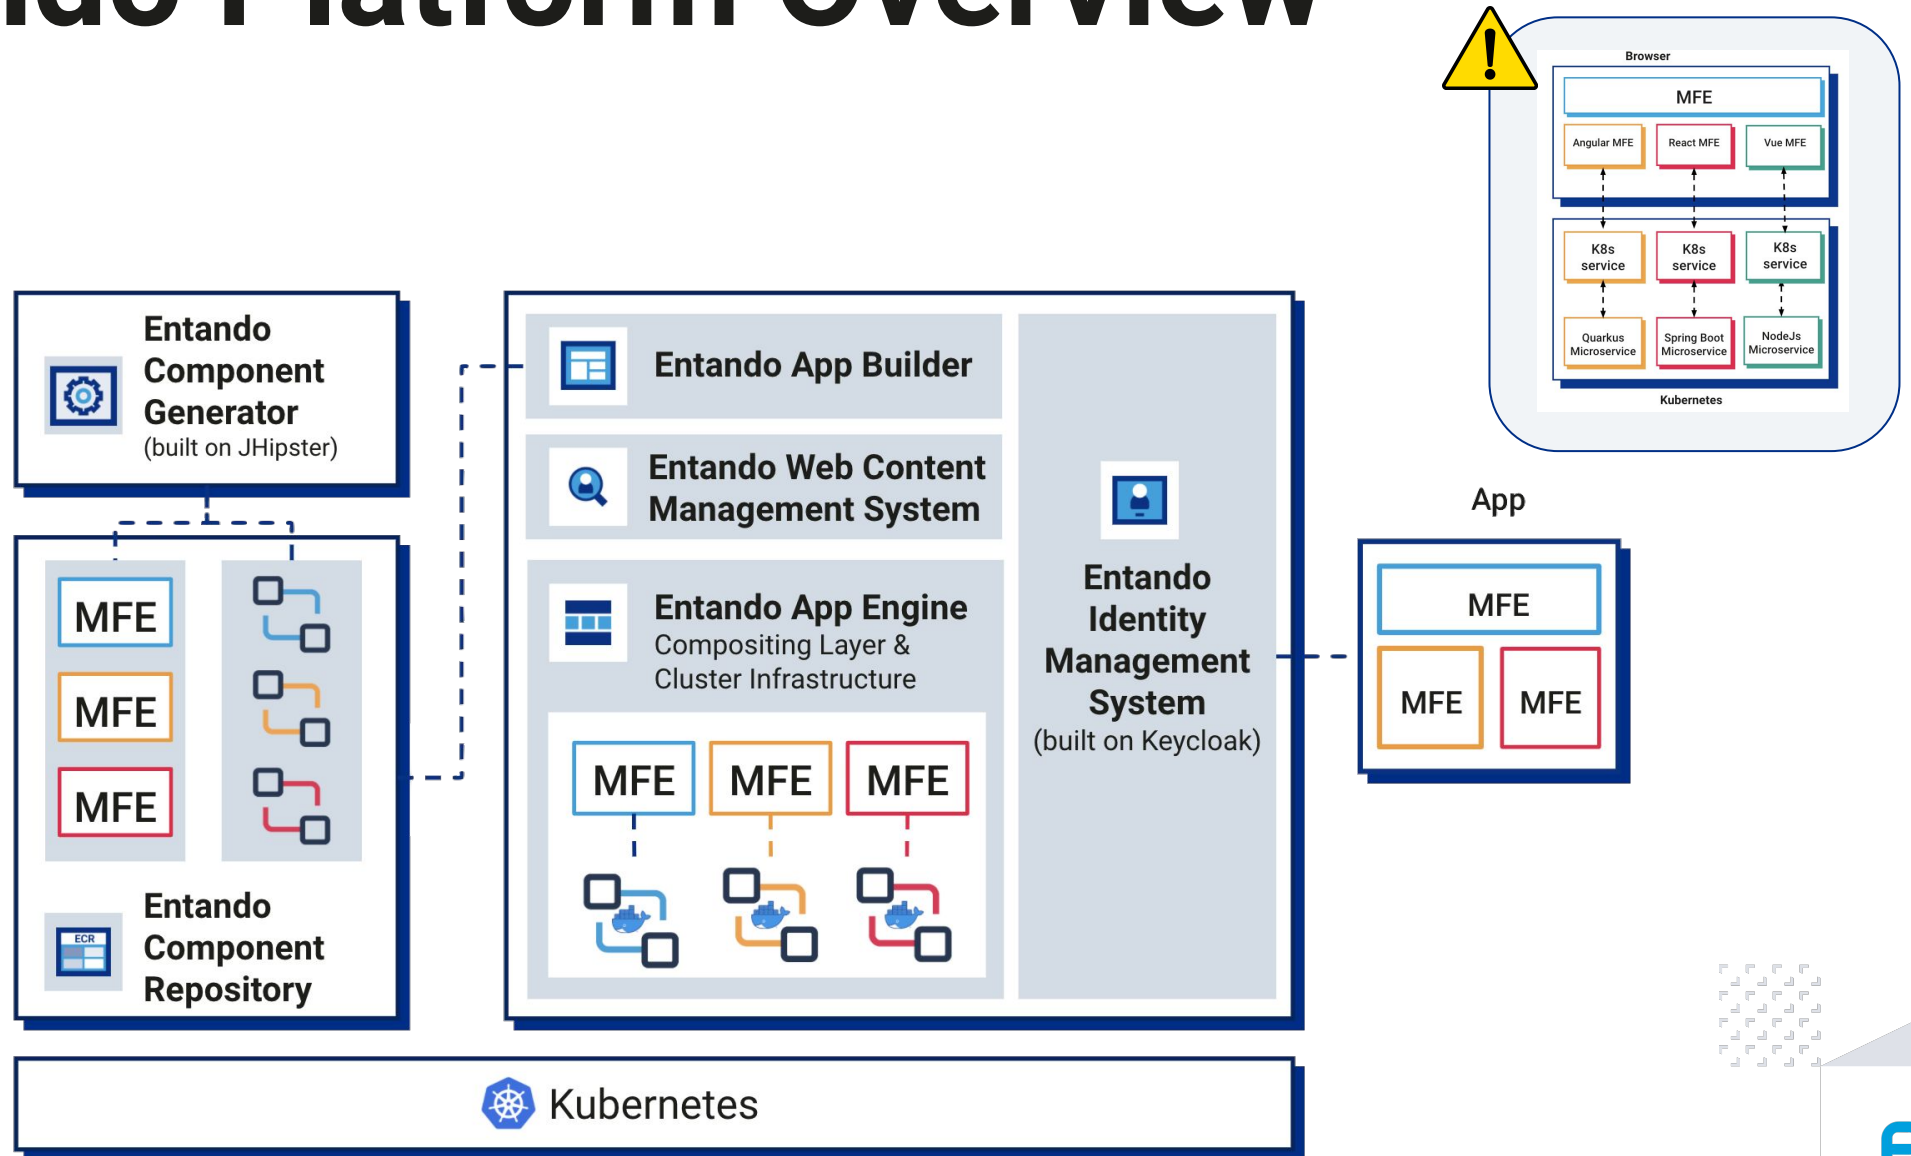 do Platform Overview
Browser
MFE
Angular MFE
React MFE
Vue MFE
K8s
service
K8s
service
K8s
service
Quarkus
Microservice
Spring Boot
Microservice
NodeJs
Microservice
Kubernetes
Entando
Component
Generator
(built on JHipster)
MFE
MFE
MFE
ECR
Entando
Component
Repository
Entando App Builder
Entando Web Content
Management System
Entando App Engine
Compositing Layer &
Cluster Infrastructure
MFE
MFE
MFE
Entando
Identity
Management
System
(built on Keycloak)
App
MFE
MFE
MFE
Kubernetes